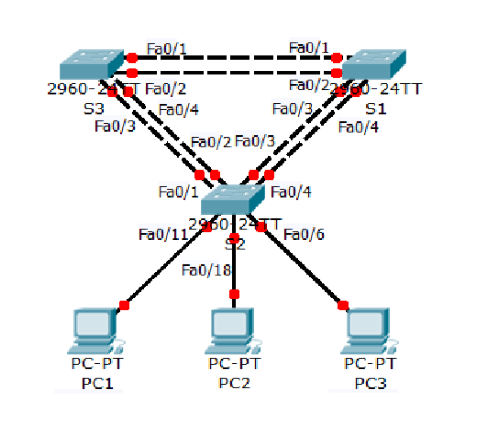 Fa0/1
Fa0/1
2960-24TT
Fa0/2
Fa0/2
2960-24TT
S3
Fa0/4
Fa0/3
S1
Fa0/3
Fa0/4
Fa0/2
Fa0/3
Fa0/1
Fa0/4
2960-24TT
S2
Fa0/11
Fa0/6
Fa0/18
PC-PT
PC1
PC-PT
PC2
PC-PT
PC3